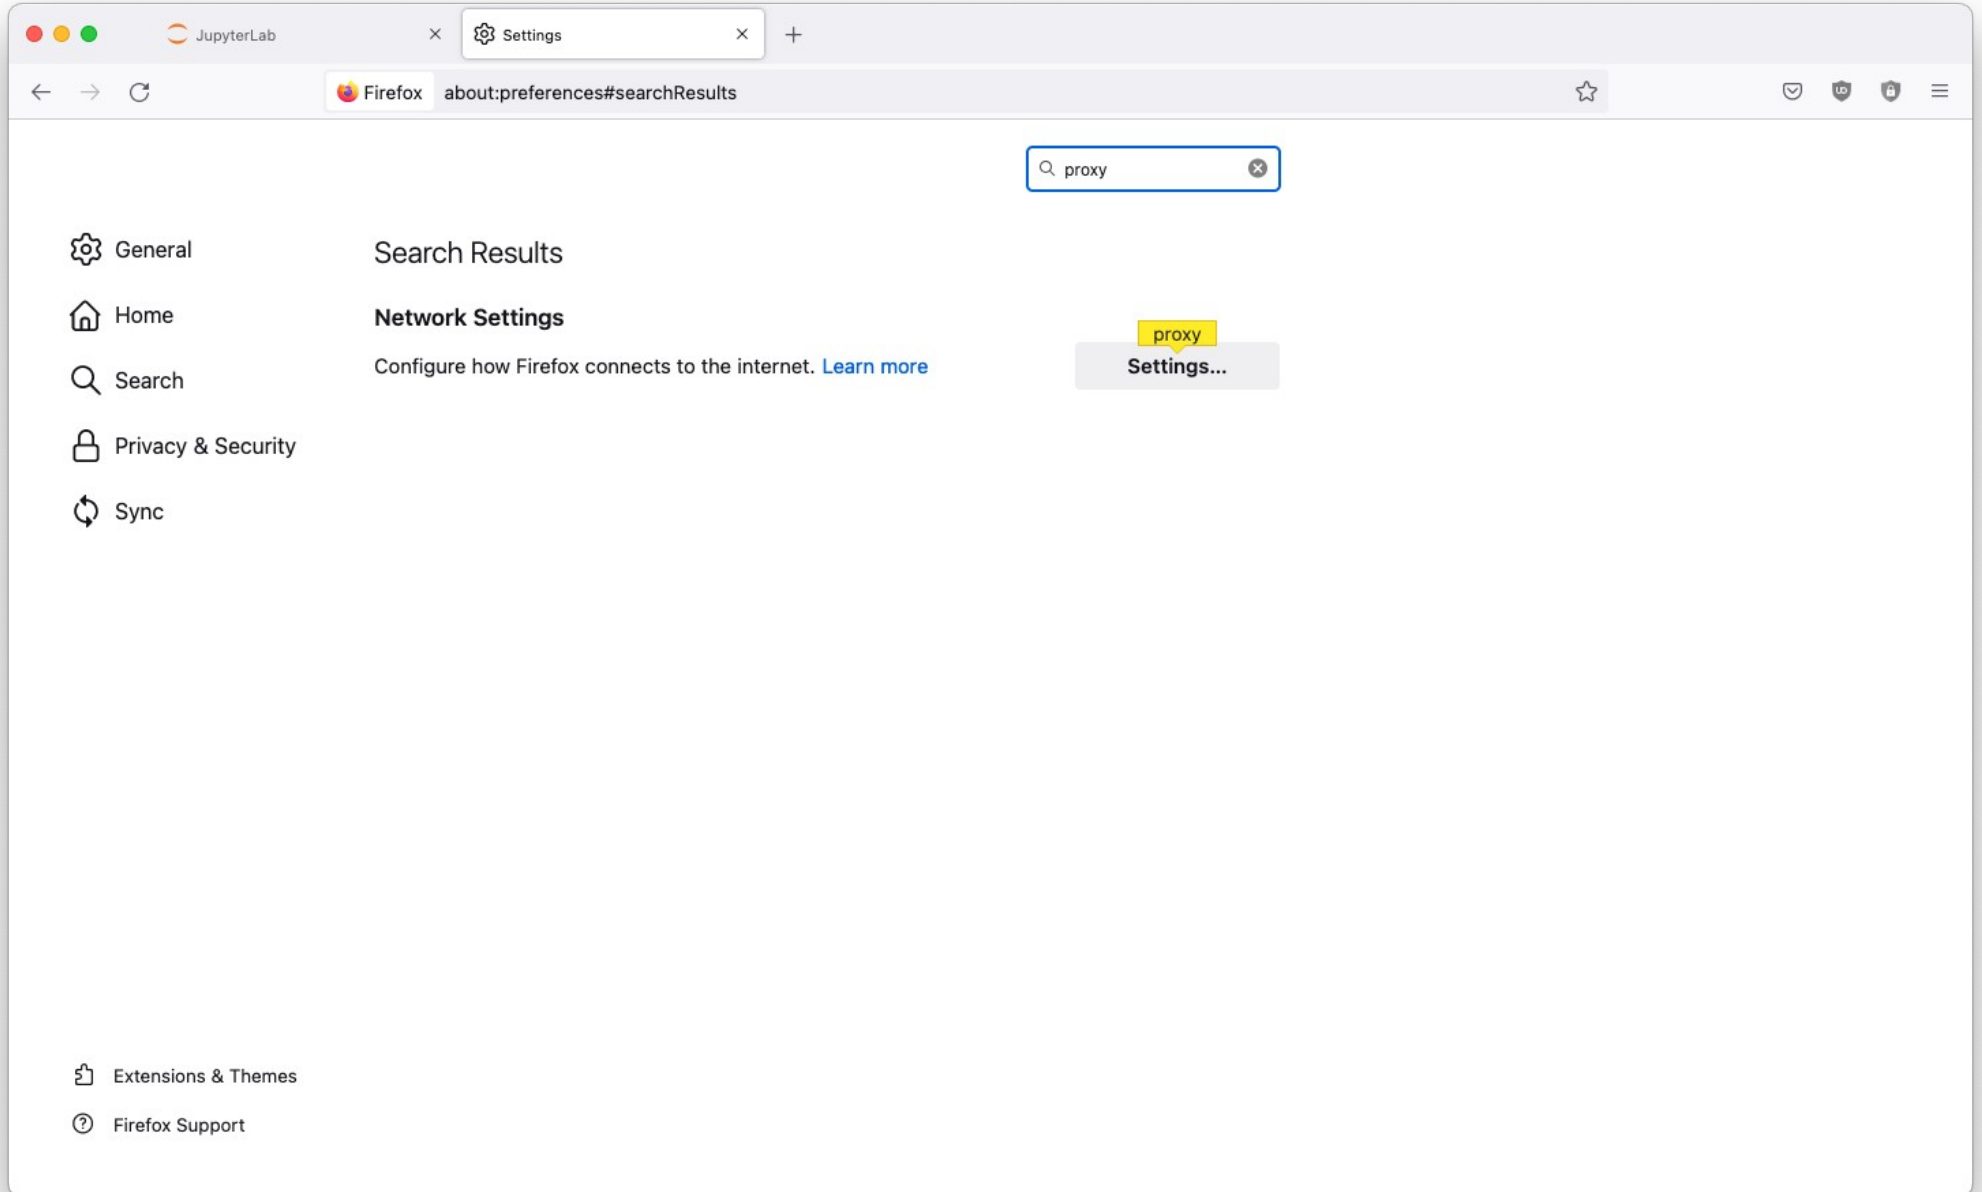 JupyterLab
Settings
Firefox about:preferences#searchResults
proxy
General
Home
Search
Privacy & Security
Sync
Search Results
Network Settings
Configure how Firefox connects to the internet. Learn more
proxy
Settings...
Extensions & Themes
Firefox Support